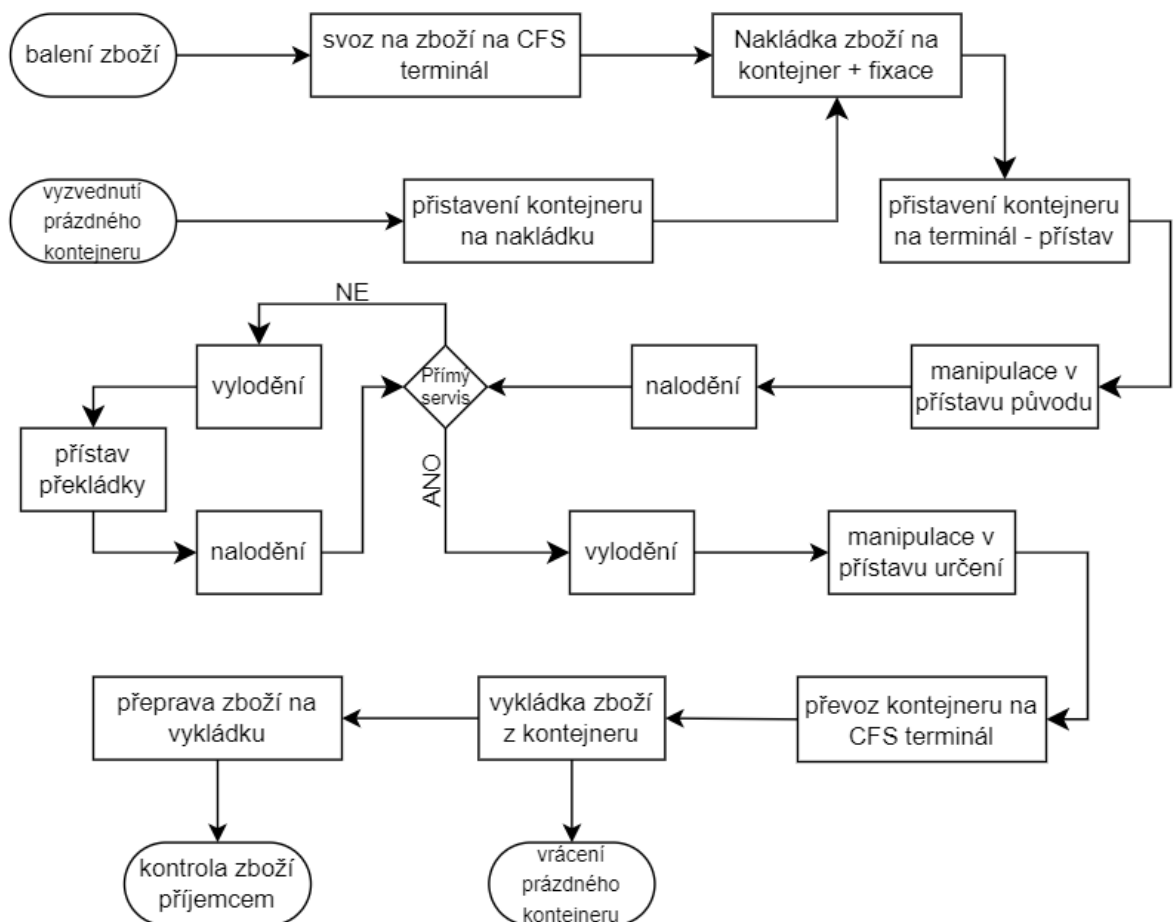 balení zboží
svoz na zboží na CFS
terminál
Nakládka zboží na
kontejner + fixace
vyzvednutí
prázdného
kontejneru
přistavení kontejneru
na nakládku
přistavení kontejneru
na terminál - přístav
NE
vylodění
Přímý
servis
nalodění
manipulace v
přístavu původu
přístav
překládky
ANO
nalodění
vylodění
manipulace v
přístavu určení
přeprava zboží na
vykládku
vykládka zboží
z kontejneru
převoz kontejneru na
CFS terminál
kontrola zboží
příjemcem
vrácení
prázdného
kontejneru